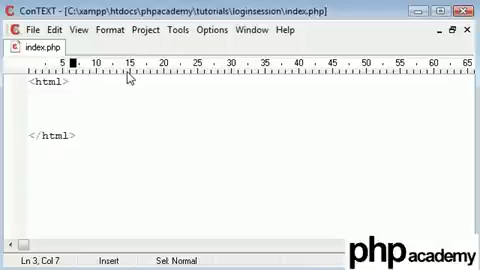 ConTEXT - [C:\xampp\htdocs\phpacademy\tutorials\loginsession\index.php]
File Edit View Format Project Tools Options Window Help
index.php
5 10 15 20 25 30 35 40 45 50 55 60 65
<html>
</html>
Ln 3, Col 7 Insert Sel: Normal
php academy